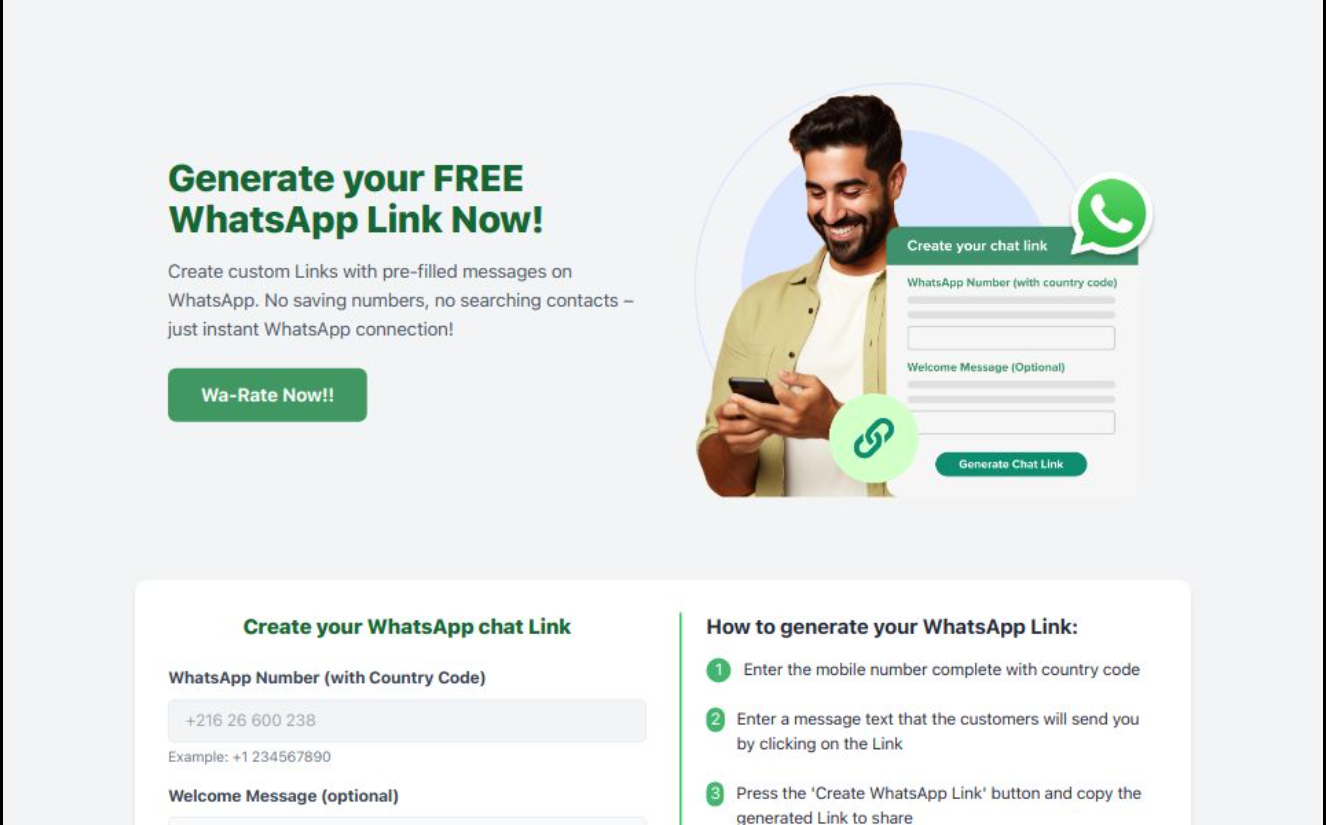 Generate your FREE
WhatsApp Link Now!
Create custom Links with pre-filled messages on
WhatsApp. No saving numbers, no searching contacts –
just instant WhatsApp connection!
Wa-Rate Now!!
Create your chat link
WhatsApp Number (with country code)
Welcome Message (Optional)
Generate Chat Link
Create your WhatsApp chat Link
WhatsApp Number (with Country Code)
+216 26 600 238
Example: +1 234567890
Welcome Message (optional)
How to generate your WhatsApp Link:
1 Enter the mobile number complete with country code
2 Enter a message text that the customers will send you
by clicking on the Link
3 Press the 'Create WhatsApp Link' button and copy the
generated Link to share